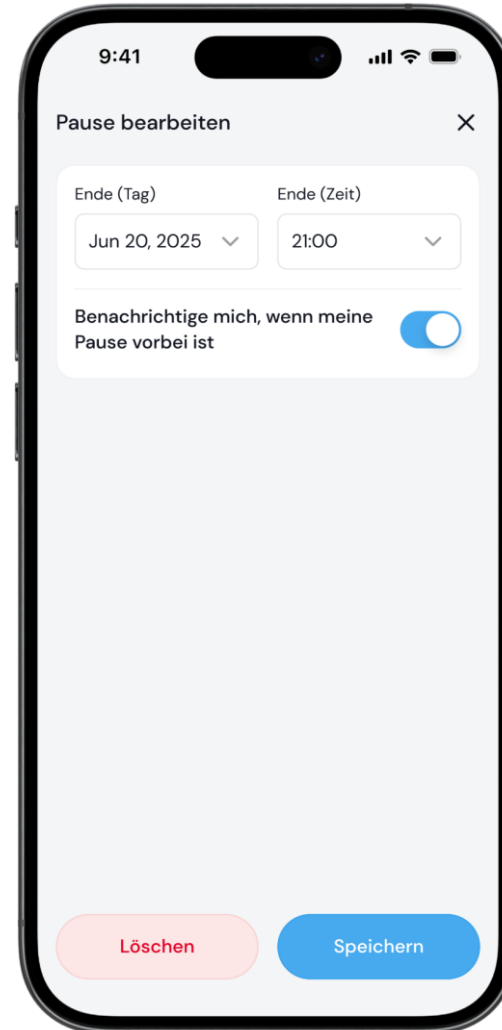 9:41
Pause bearbeiten
Ende (Tag) Ende (Zeit)
Jun 20, 2025 21:00
Benachrichtige mich, wenn meine
Pause vorbei ist
Löschen Speichern